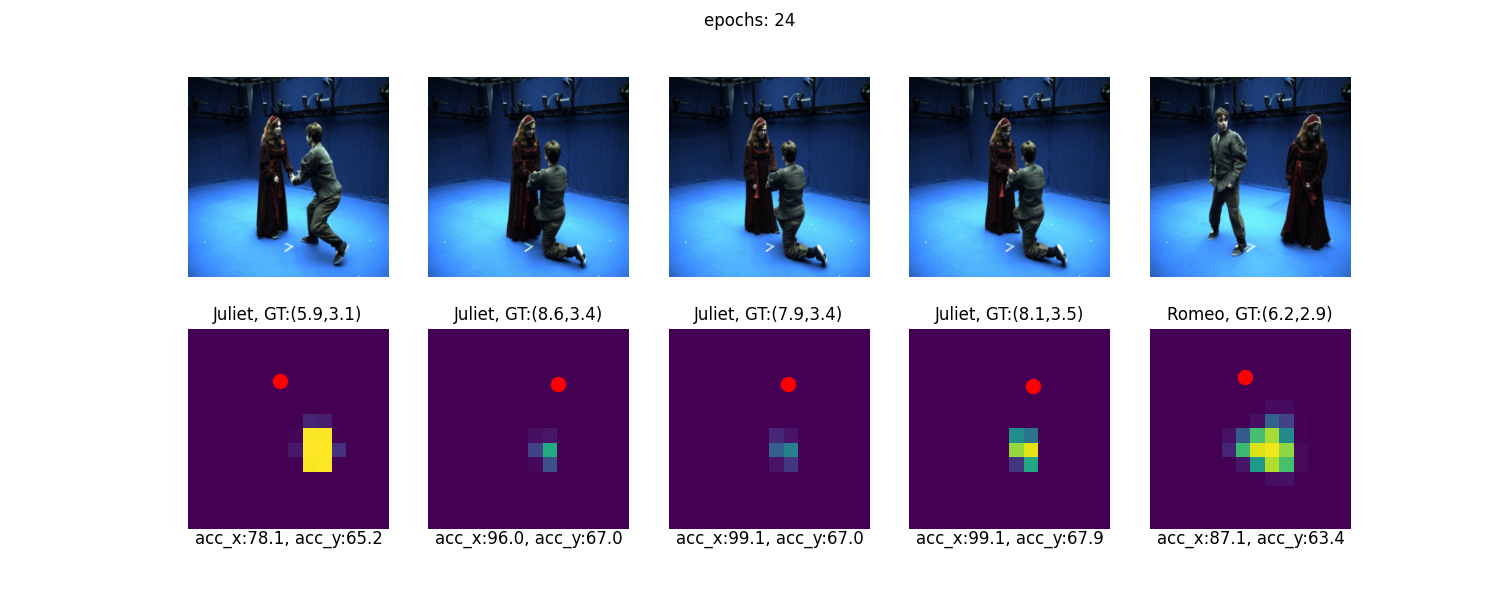 epochs: 24
Juliet, GT:(5.9,3.1)
Juliet, GT:(8.6,3.4)
Juliet, GT:(7.9,3.4)
Juliet, GT:(8.1,3.5)
Romeo, GT:(6.2,2.9)
acc_x:78.1, acc_y:65.2
acc_x:96.0, acc_y:67.0
acc_x:99.1, acc_y:67.0
acc_x:99.1, acc_y:67.9
acc_x:87.1, acc_y:63.4